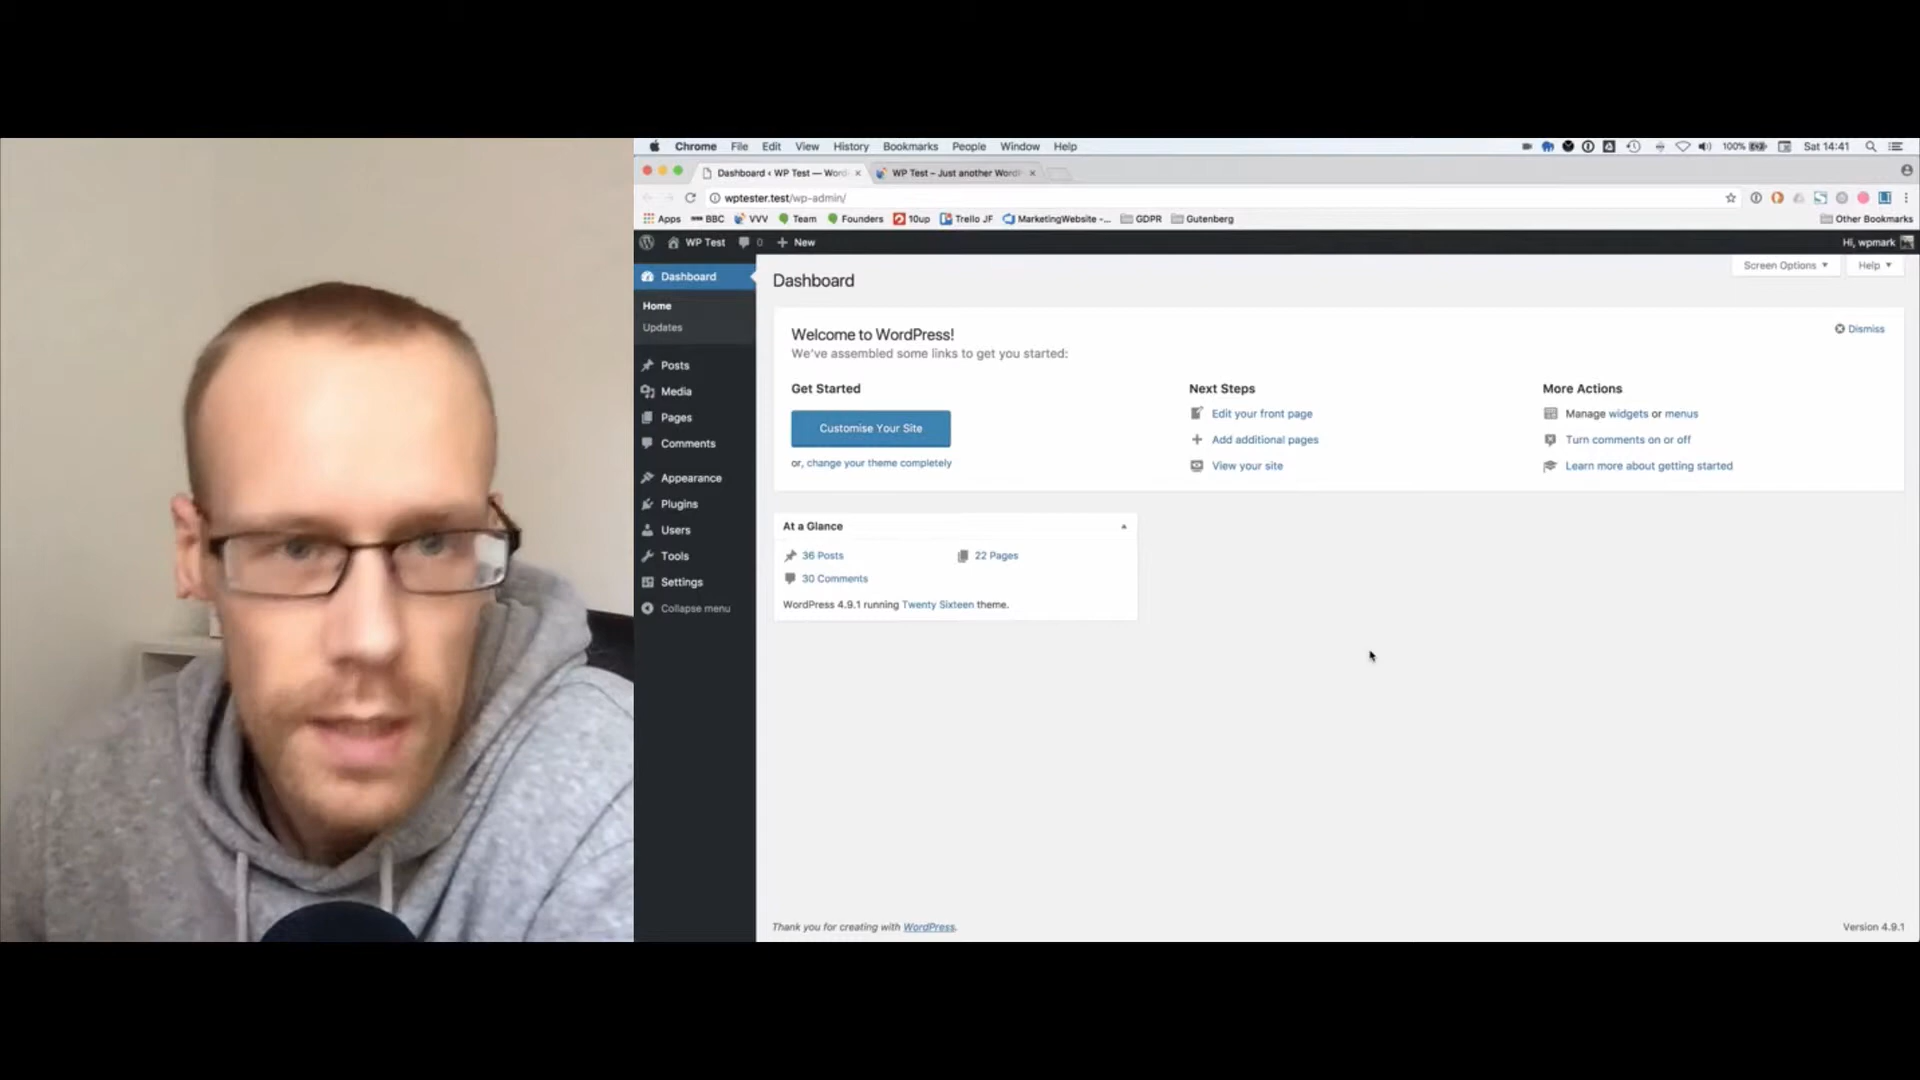 Chrome File Edit View History Bookmarks People Window Help 100% Sat 14:41
Dashboard ‹ WP Test — Word WP Test – Just another Word
wptester.test/wp-admin/
Apps BBC VVV Team Founders 10up Trello JF MarketingWebsite -... GDPR Gutenberg Other Bookmarks
WP Test 0 + New Hi, wpmark
Dashboard
Home
Updates
Posts
Media
Pages
Comments
Appearance
Plugins
Users
Tools
Settings
Collapse menu
Screen Options Help
Dashboard
Welcome to WordPress!
Dismiss
We've assembled some links to get you started:
Get Started
Customise Your Site
or, change your theme completely
Next Steps
Edit your front page
Add additional pages
View your site
More Actions
Manage widgets or menus
Turn comments on or off
Learn more about getting started
At a Glance
36 Posts 22 Pages
30 Comments
WordPress 4.9.1 running Twenty Sixteen theme.
Thank you for creating with WordPress. Version 4.9.1